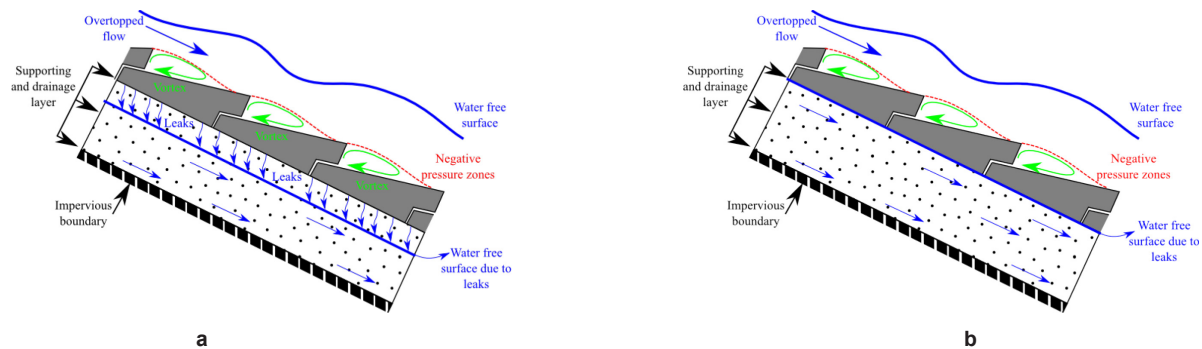 Overtopped
flow
Supporting
and drainage
layer
Vortex
Leaks
Vortex
Water free
surface
Leaks
Vortex
Negative
pressure zones
Impervious
boundary
Water free
surface due to
leaks
a
Overtopped
flow
Supporting
and drainage
layer
Water free
surface
Negative
pressure zones
Impervious
boundary
Water free
surface due to
leaks
b